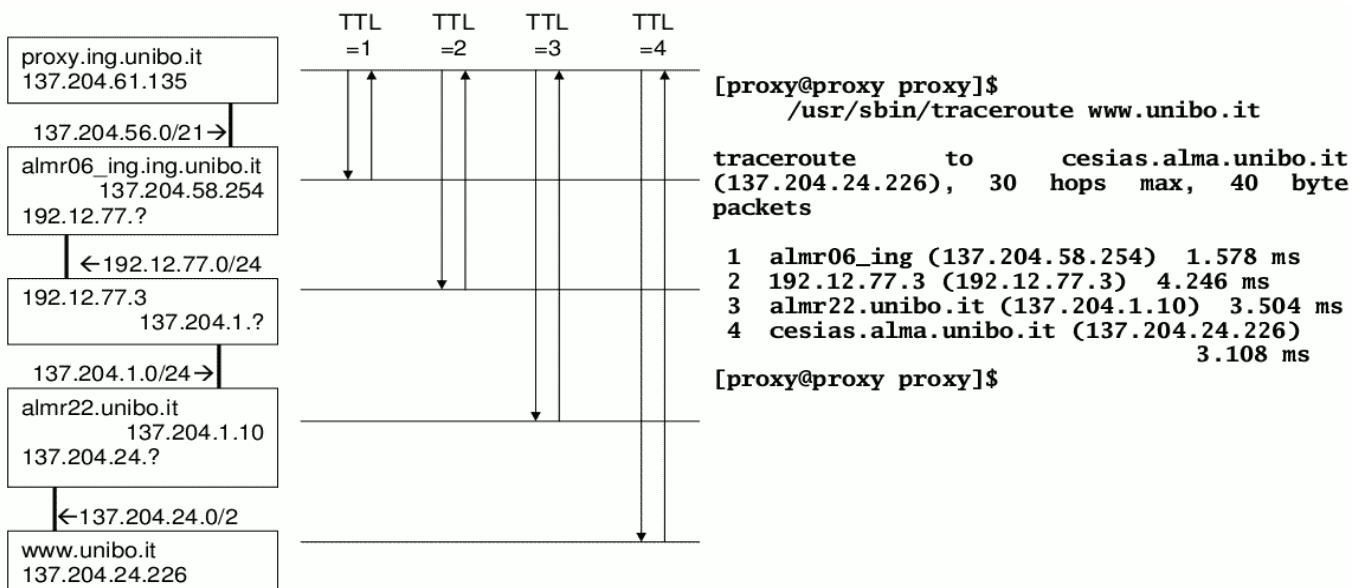 TTL TTL TTL TTL
=1 =2 =3 =4
proxy.ing.unibo.it
137.204.61.135
137.204.56.0/21→
almr06_ing.ing.unibo.it
137.204.58.254
192.12.77.?
←192.12.77.0/24
192.12.77.3
137.204.1.?
137.204.1.0/24→
almr22.unibo.it
137.204.1.10
137.204.24.?
←137.204.24.0/2
www.unibo.it
137.204.24.226
[proxy@proxy proxy]$
/usr/sbin/traceroute www.unibo.it
traceroute to cesias.alma.unibo.it
(137.204.24.226), 30 hops max, 40 byte
packets
1 almr06_ing (137.204.58.254) 1.578 ms
2 192.12.77.3 (192.12.77.3) 4.246 ms
3 almr22.unibo.it (137.204.1.10) 3.504 ms
4 cesias.alma.unibo.it (137.204.24.226)
3.108 ms
[proxy@proxy proxy]$